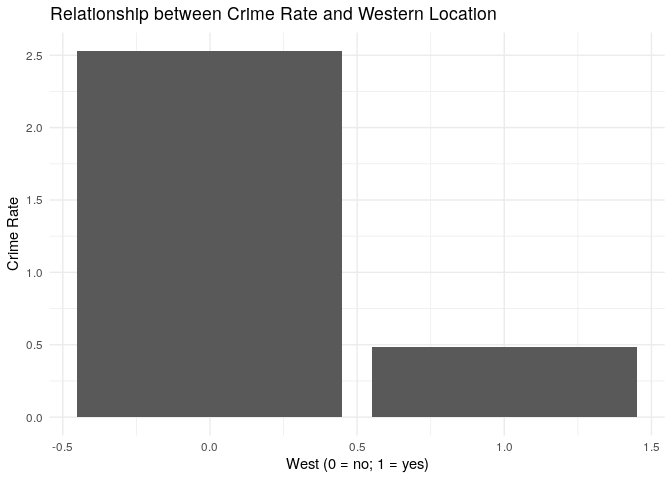 Relationship between Crime Rate and Western Location
2.5
2.0
1.5
1.0
0.5
0.0
Crime Rate
-0.5 0.0 0.5 1.0 1.5
West (0 = no; 1 = yes)